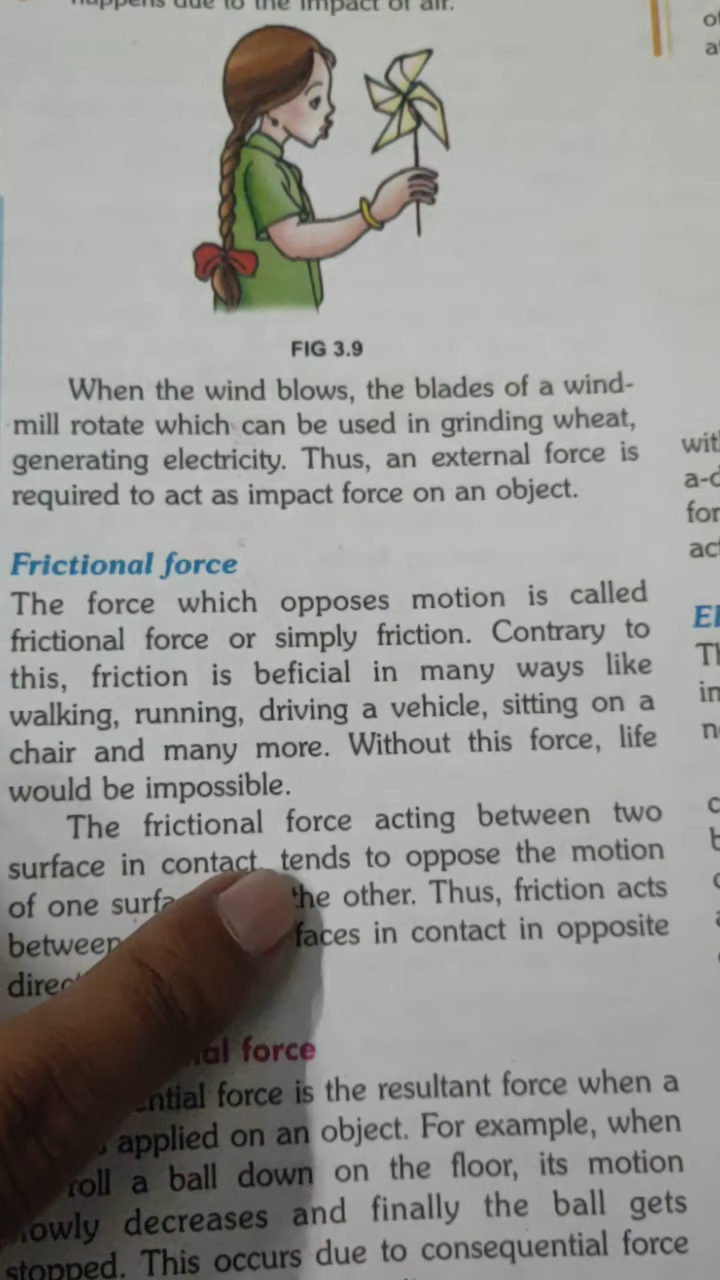 happens due to the impact of air.
FIG 3.9
When the wind blows, the blades of a wind-
mill rotate which can be used in grinding wheat,
generating electricity. Thus, an external force is
required to act as impact force on an object.
Frictional force
The force which opposes motion is called
frictional force or simply friction. Contrary to
this, friction is beficial in many ways like
walking, running, driving a vehicle, sitting on a
chair and many more. Without this force, life
would be impossible.
The frictional force acting between two
surface in contact tends to oppose the motion
of one the other. Thus, friction acts
between in contact in opposite
force
force is the resultant force when a
applied on an object. For example, when
roll a ball down on the floor, its motion
decreases and finally the ball gets
stopped. This occurs due to consequential force